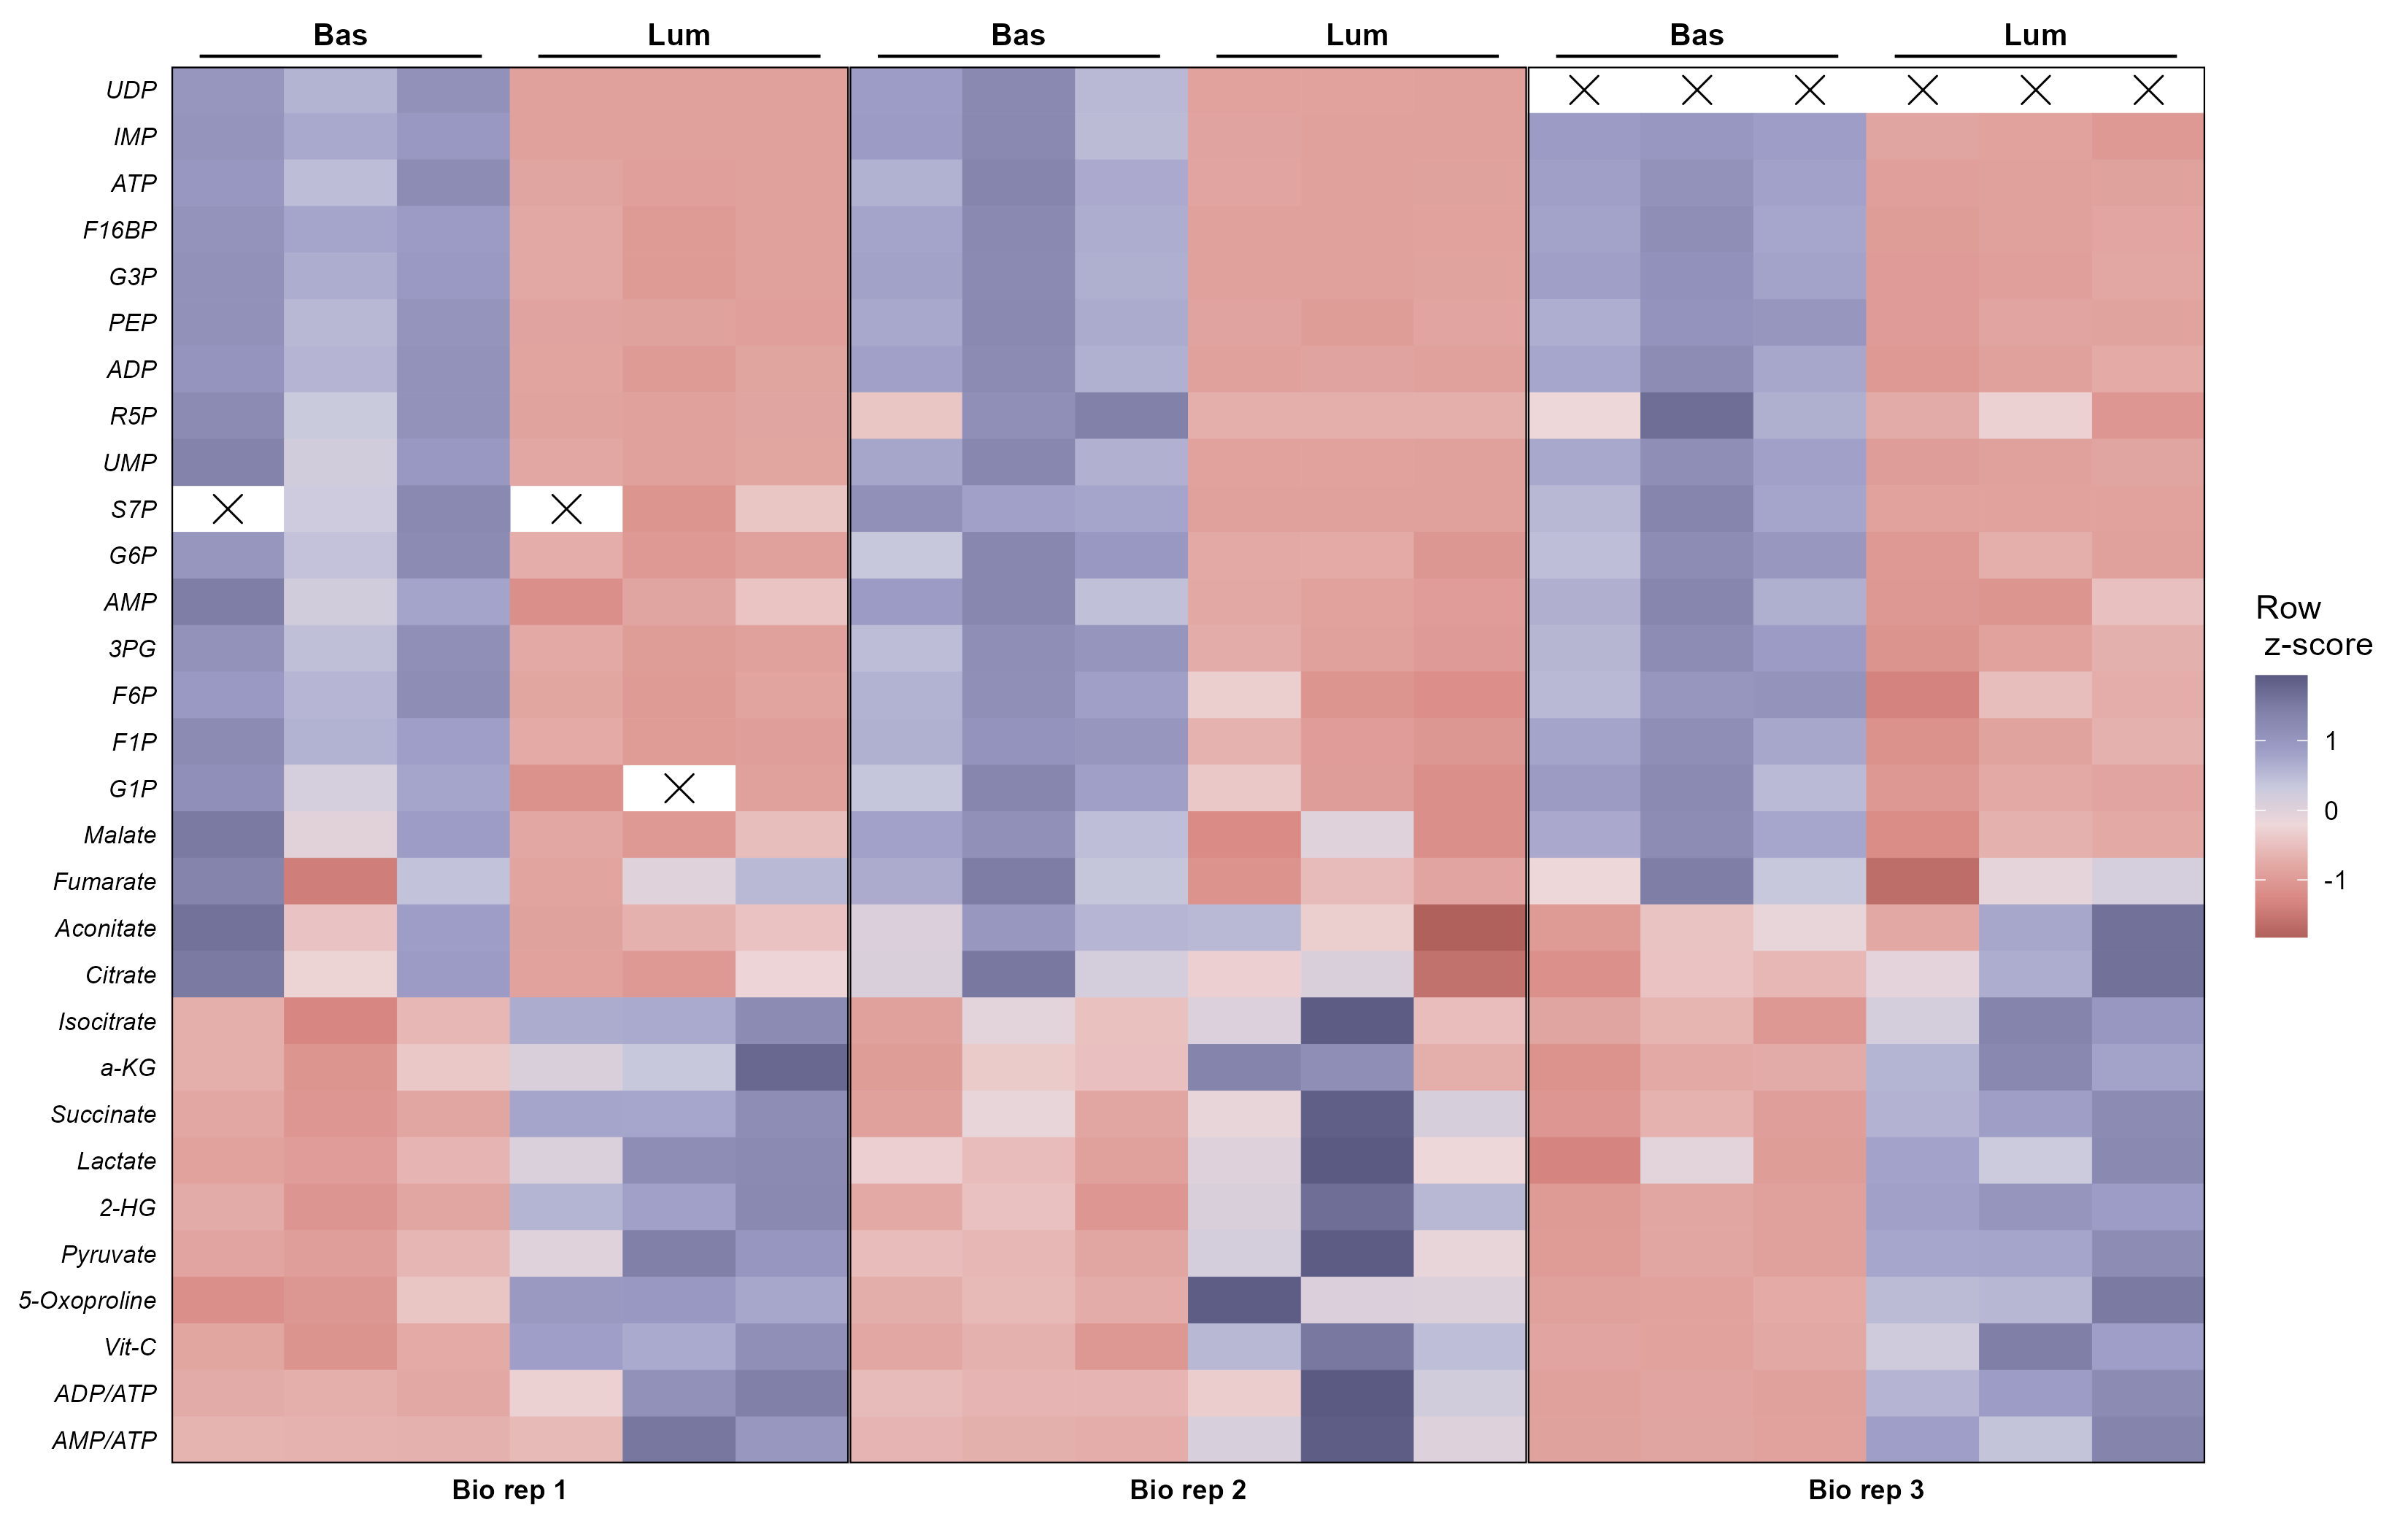 Bas Lum Bas Lum Bas Lum
UDP
IMP
ATP
F16BP
G3P
PEP
ADP
R5P
UMP
S7P
G6P
AMP
3PG
F6P
F1P
G1P
Malate
Fumarate
Aconitate
Citrate
Isocitrate
a-KG
Succinate
Lactate
2-HG
Pyruvate
5-Oxoproline
Vit-C
ADP/ATP
AMP/ATP
Bio rep 1 Bio rep 2 Bio rep 3
Row
z-score
1
0
-1